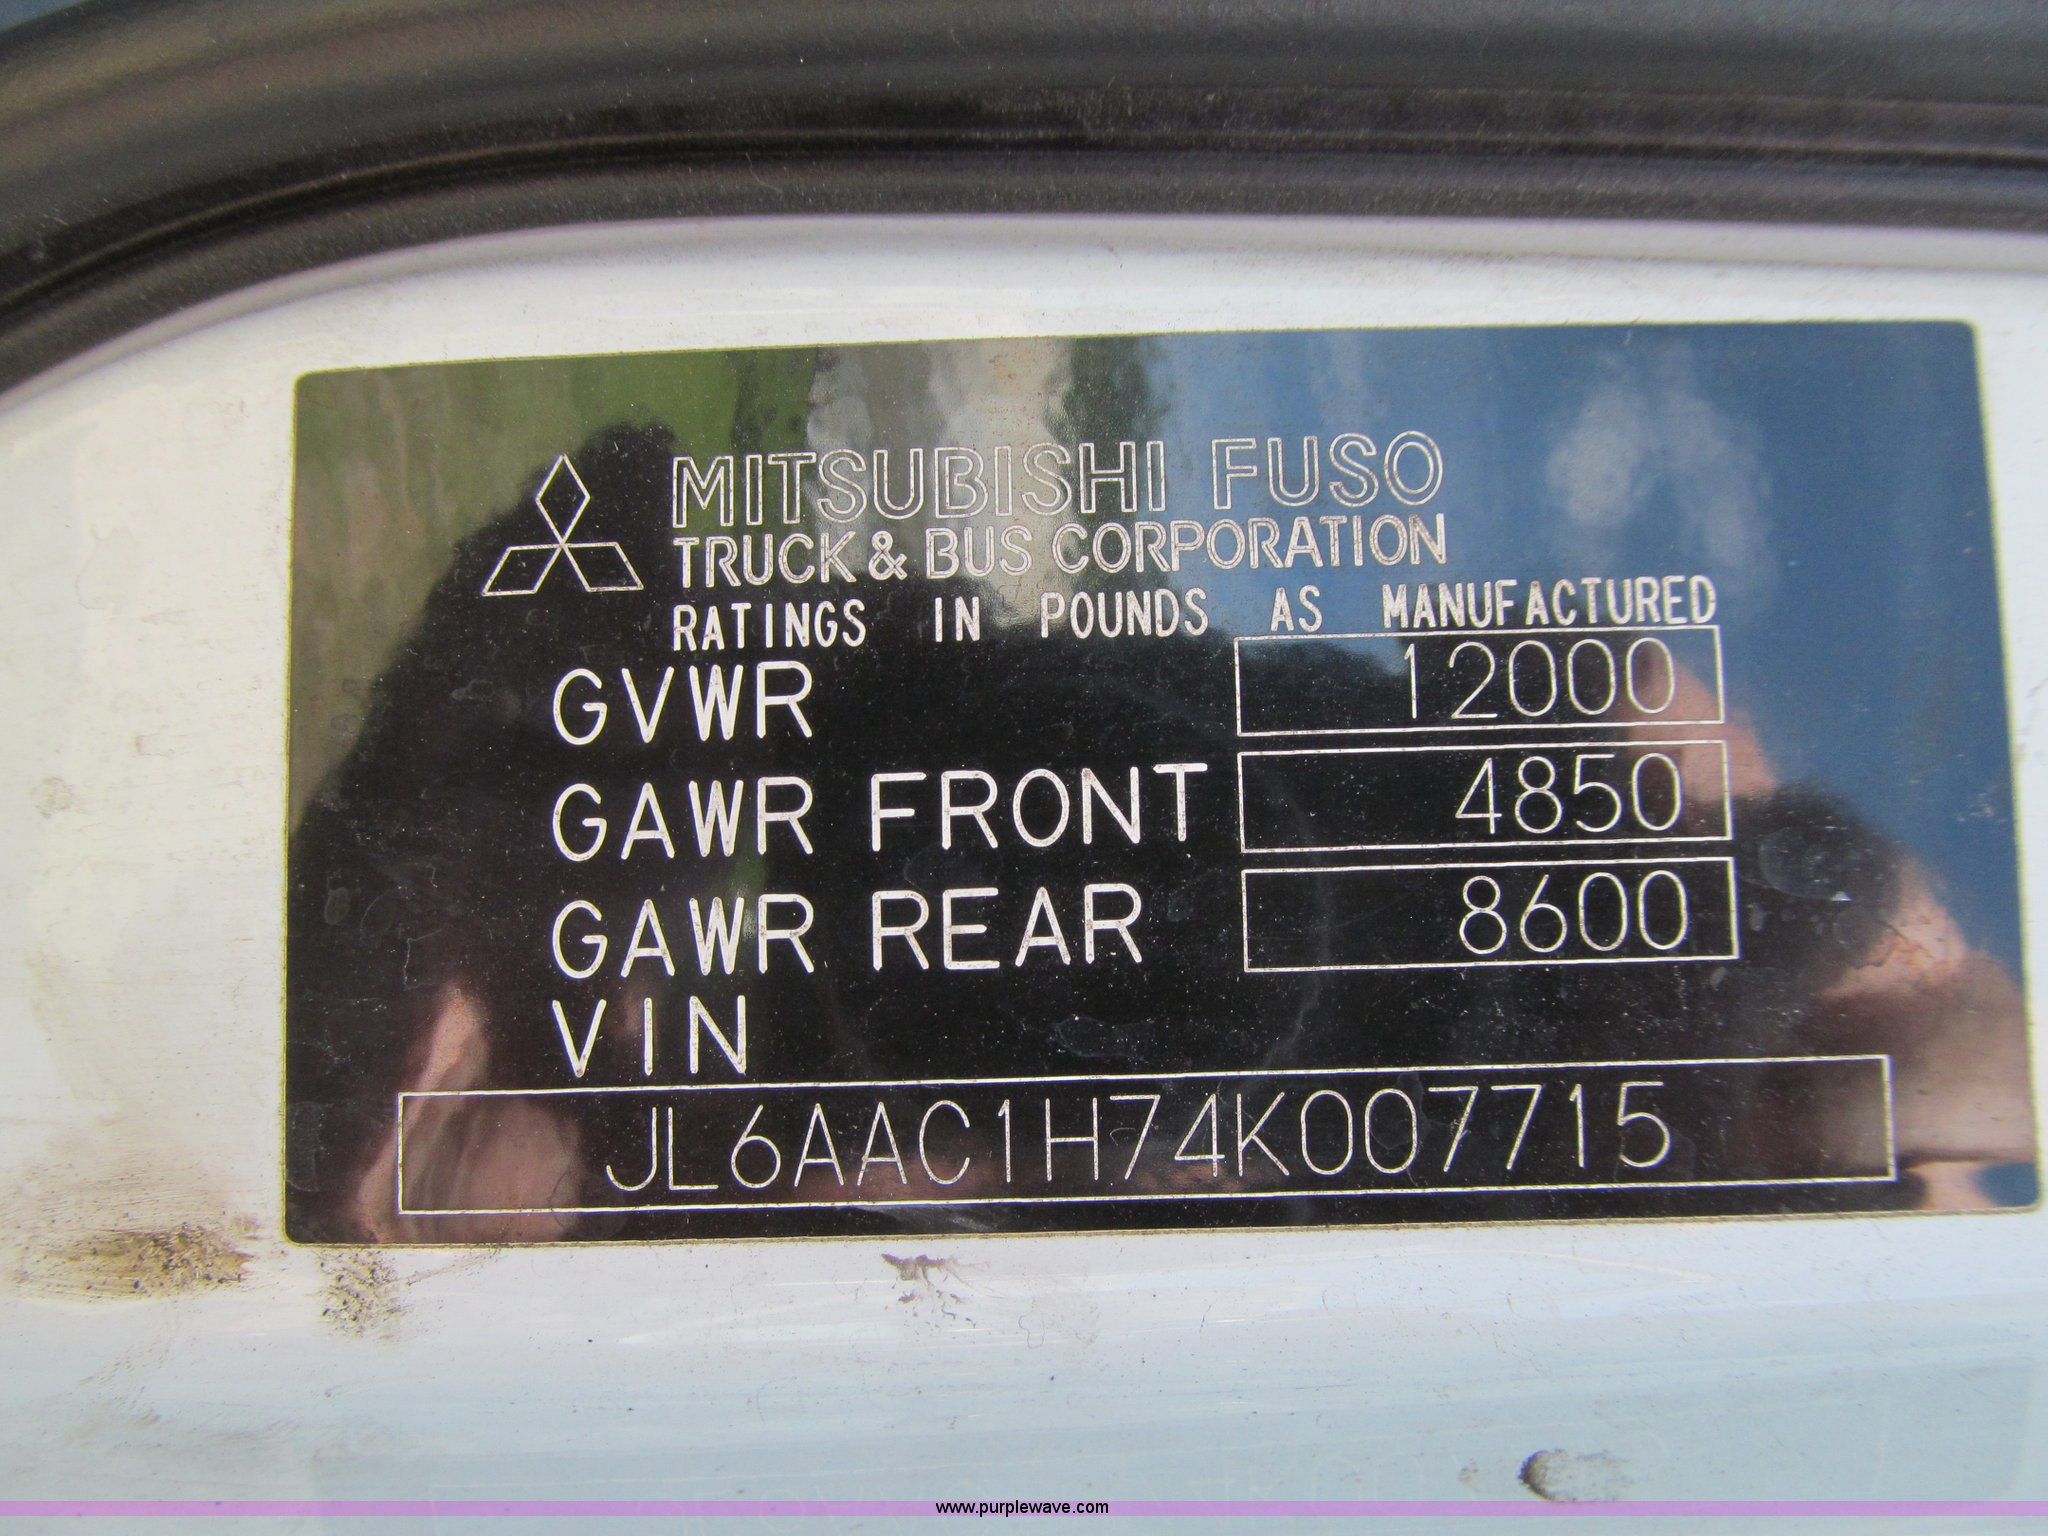 MITSUBISHI FUSO
TRUCK & BUS CORPORATION
RATINGS IN POUNDS AS MANUFACTURED
GVWR 12000
GAWR FRONT 4850
GAWR REAR 8600
VIN
JL6AAC1H74K007715
www.purplewave.com